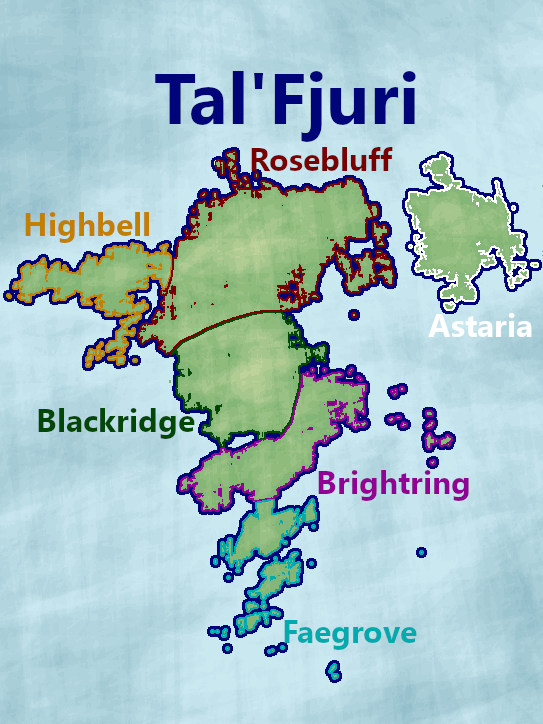 Tal'Fjuri
Rosebluff
Highbell
Astaria
Blackridge
Brightring
Faegrove